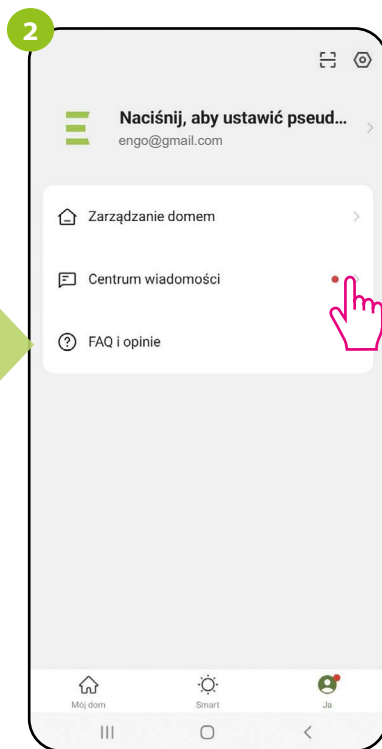 2
Naciśnij, aby ustawić pseud...
engo@gmail.com
Zarządzanie domem
Centrum wiadomości
FAQ i opinie
Mój dom
Smart
Ja